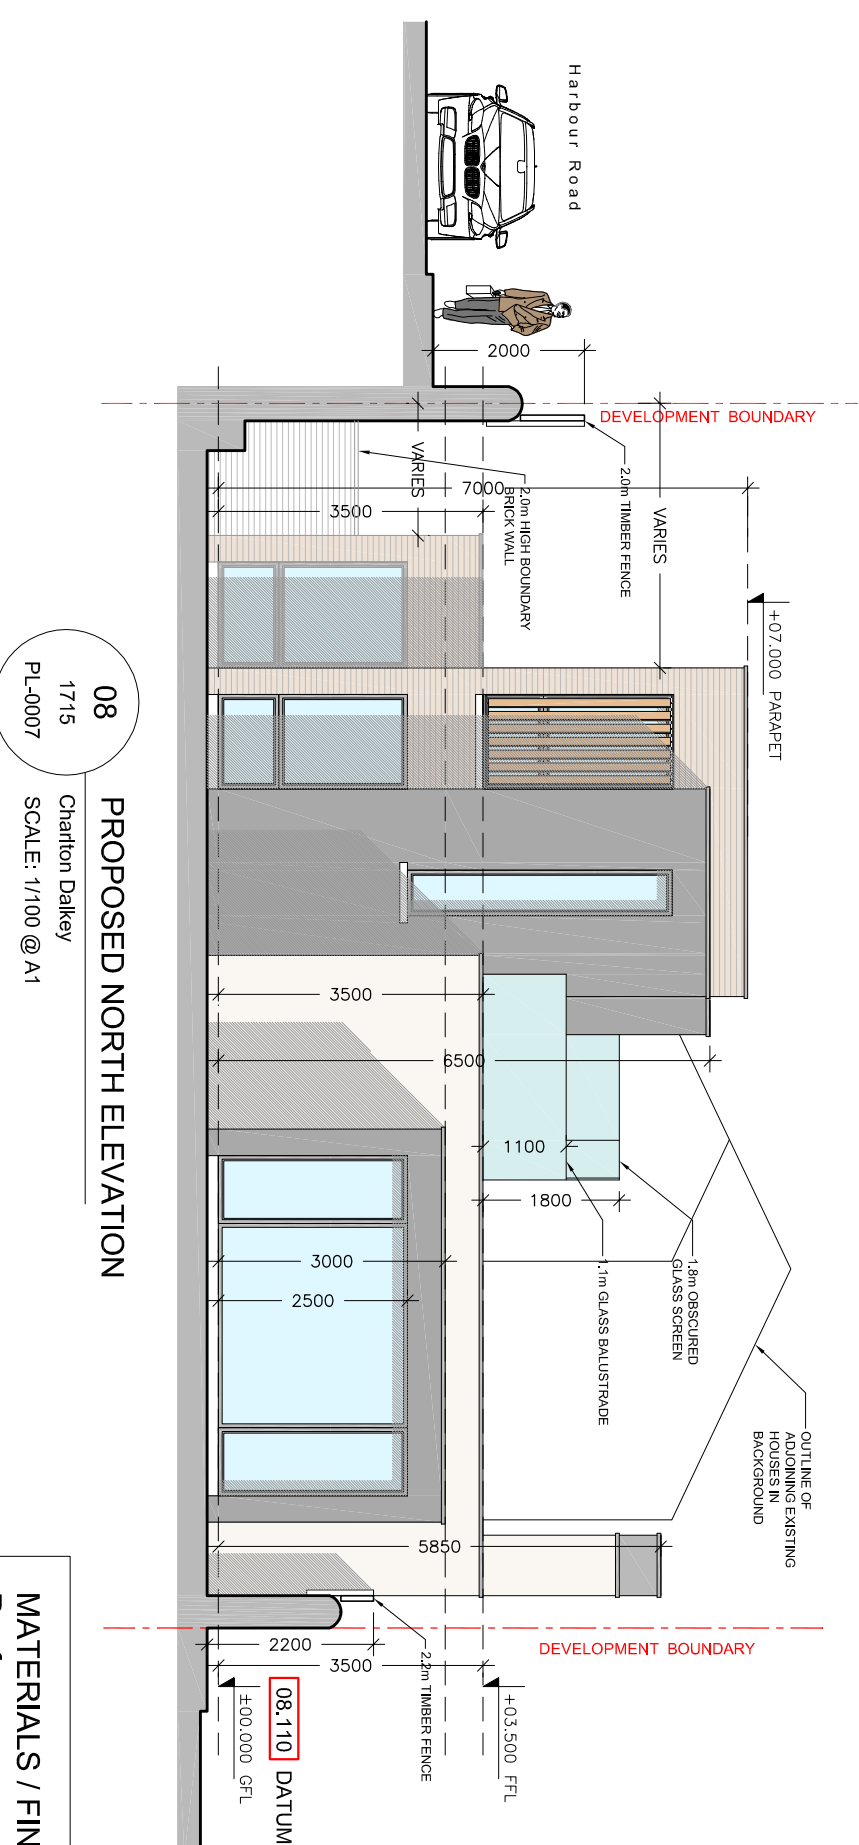 Harbour Road
2000
DEVELOPMENT BOUNDARY
2.0m TIMBER FENCE
VARIES
VARIES
7000
3500
2.0m HIGH BOUNDARY
BRICK WALL
+07.000 PARAPET
3500
6500
1100
1800
1.8m OBSCURED
GLASS SCREEN
1.1m GLASS BALUSTRADE
3000
2500
OUTLINE OF
ADJOINING EXISTING
HOUSES IN
BACKGROUND
5850
DEVELOPMENT BOUNDARY
2200
3500
2.2m TIMBER FENCE
+03.500 FFL
±00.000 GFL
08.110 DATUM
08
1715
PL-0007
PROPOSED NORTH ELEVATION
Charlton Dalkey
SCALE: 1/100 @ A1
MATERIALS / FIN